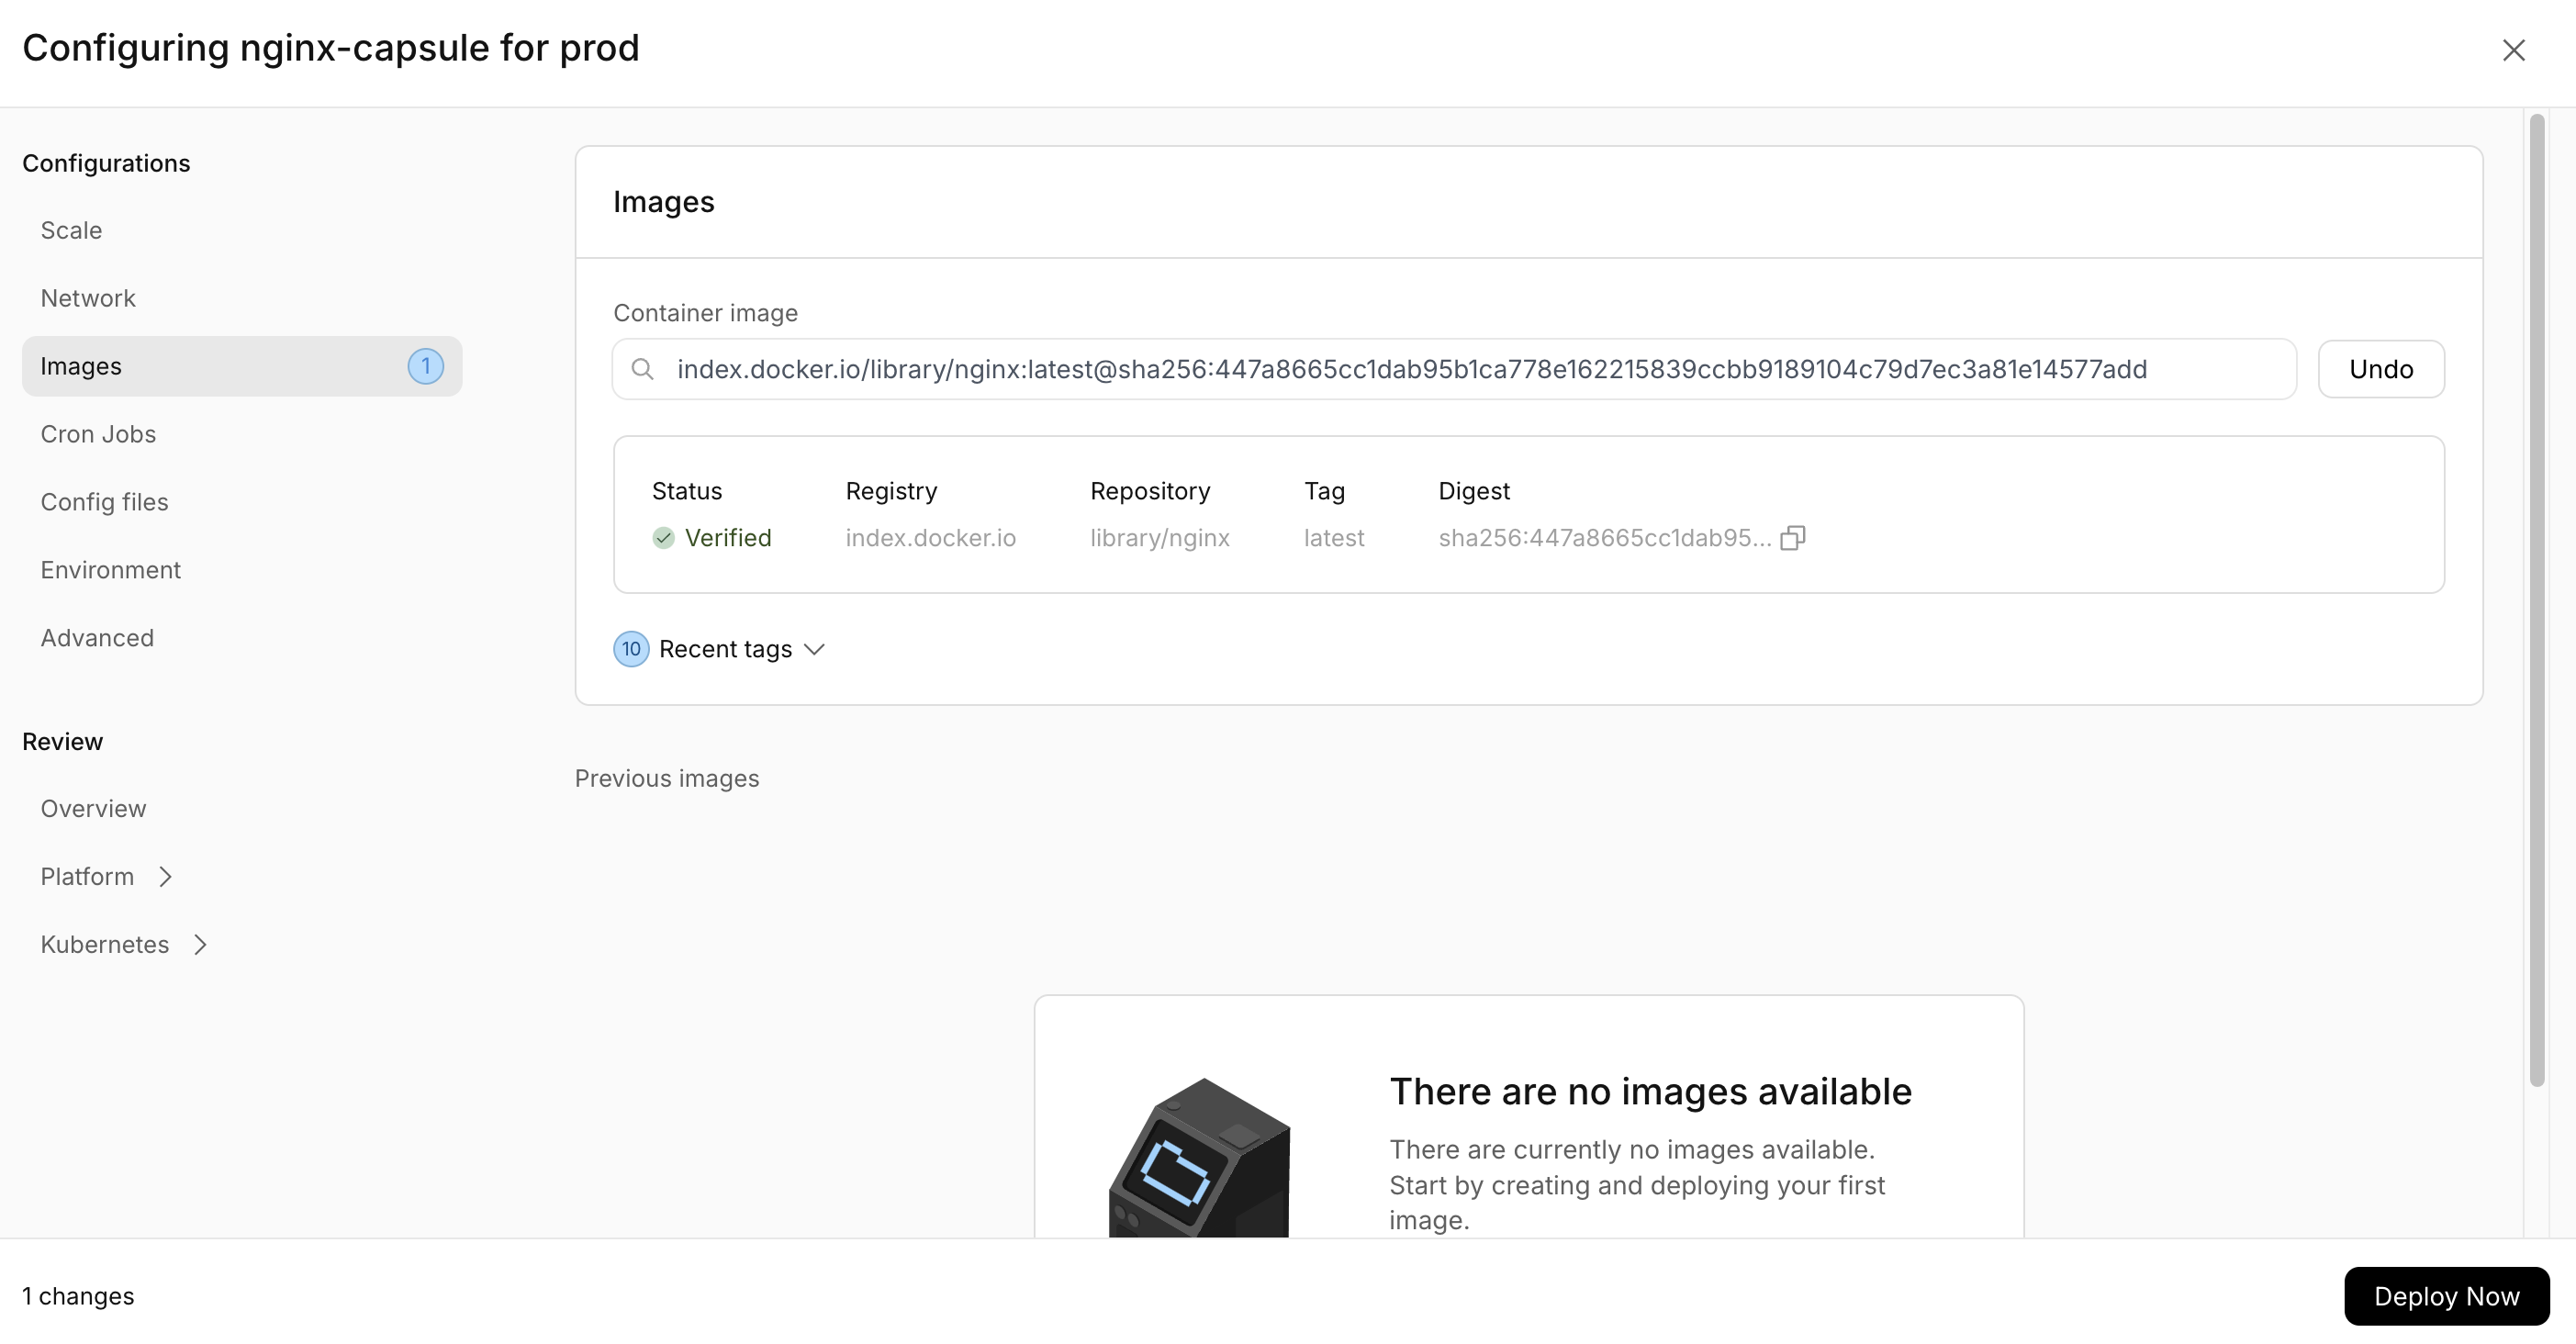 Configuring nginx-capsule for prod
Configurations
Scale
Network
Images 1
Cron Jobs
Config files
Environment
Advanced
Review
Overview
Platform
Kubernetes
Images
Container image
index.docker.io/library/nginx:latest@sha256:447a8665cc1dab95b1ca778e162215839ccbb9189104c79d7ec3a81e14577add
Undo
Status Registry Repository Tag Digest
Verified index.docker.io library/nginx latest sha256:447a8665cc1dab95...
10 Recent tags
Previous images
There are no images available
There are currently no images available.
Start by creating and deploying your first
image.
1 changes
Deploy Now